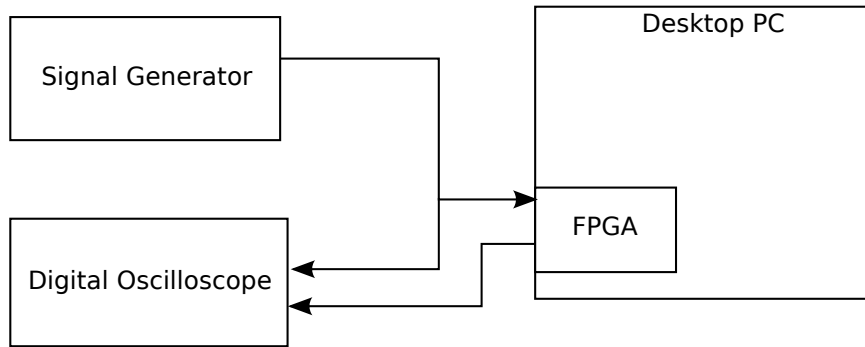 Desktop PC
Signal Generator
FPGA
Digital Oscilloscope